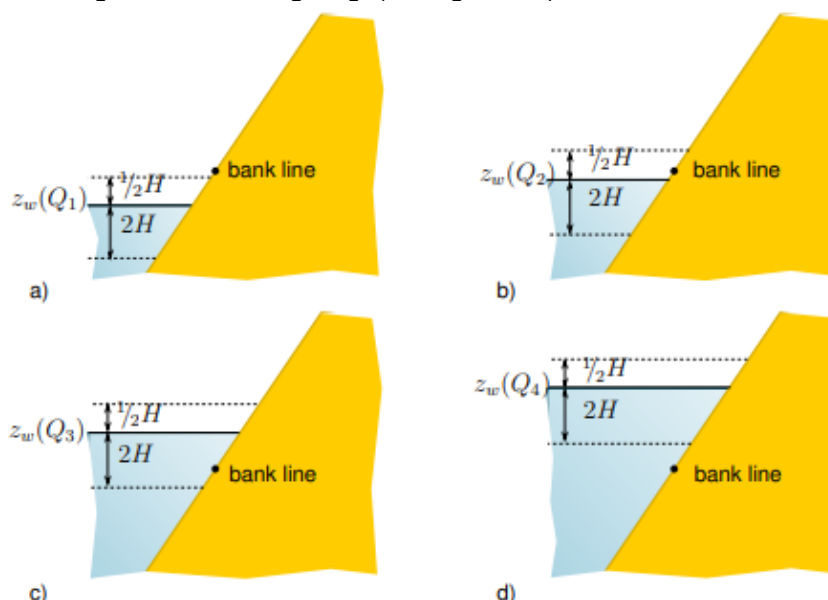 ½H
bank line
z_w(Q_1)
2H
a)
½H
bank line
z_w(Q_2)
2H
b)
½H
z_w(Q_3)
2H
bank line
c)
½H
z_w(Q_4)
2H
bank line
d)